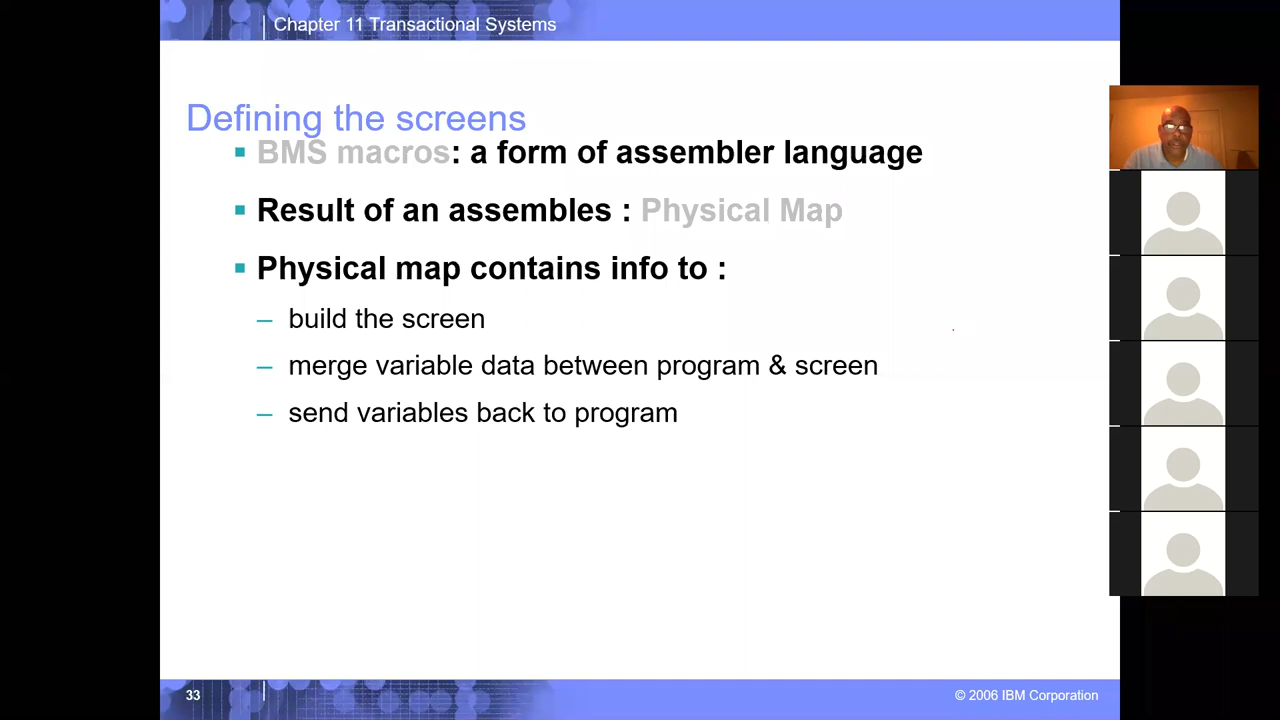 Chapter 11 Transactional Systems
Defining the screens
▪ BMS macros: a form of assembler language
▪ Result of an assembles : Physical Map
▪ Physical map contains info to :
– build the screen
– merge variable data between program & screen
– send variables back to program
33
© 2006 IBM Corporation